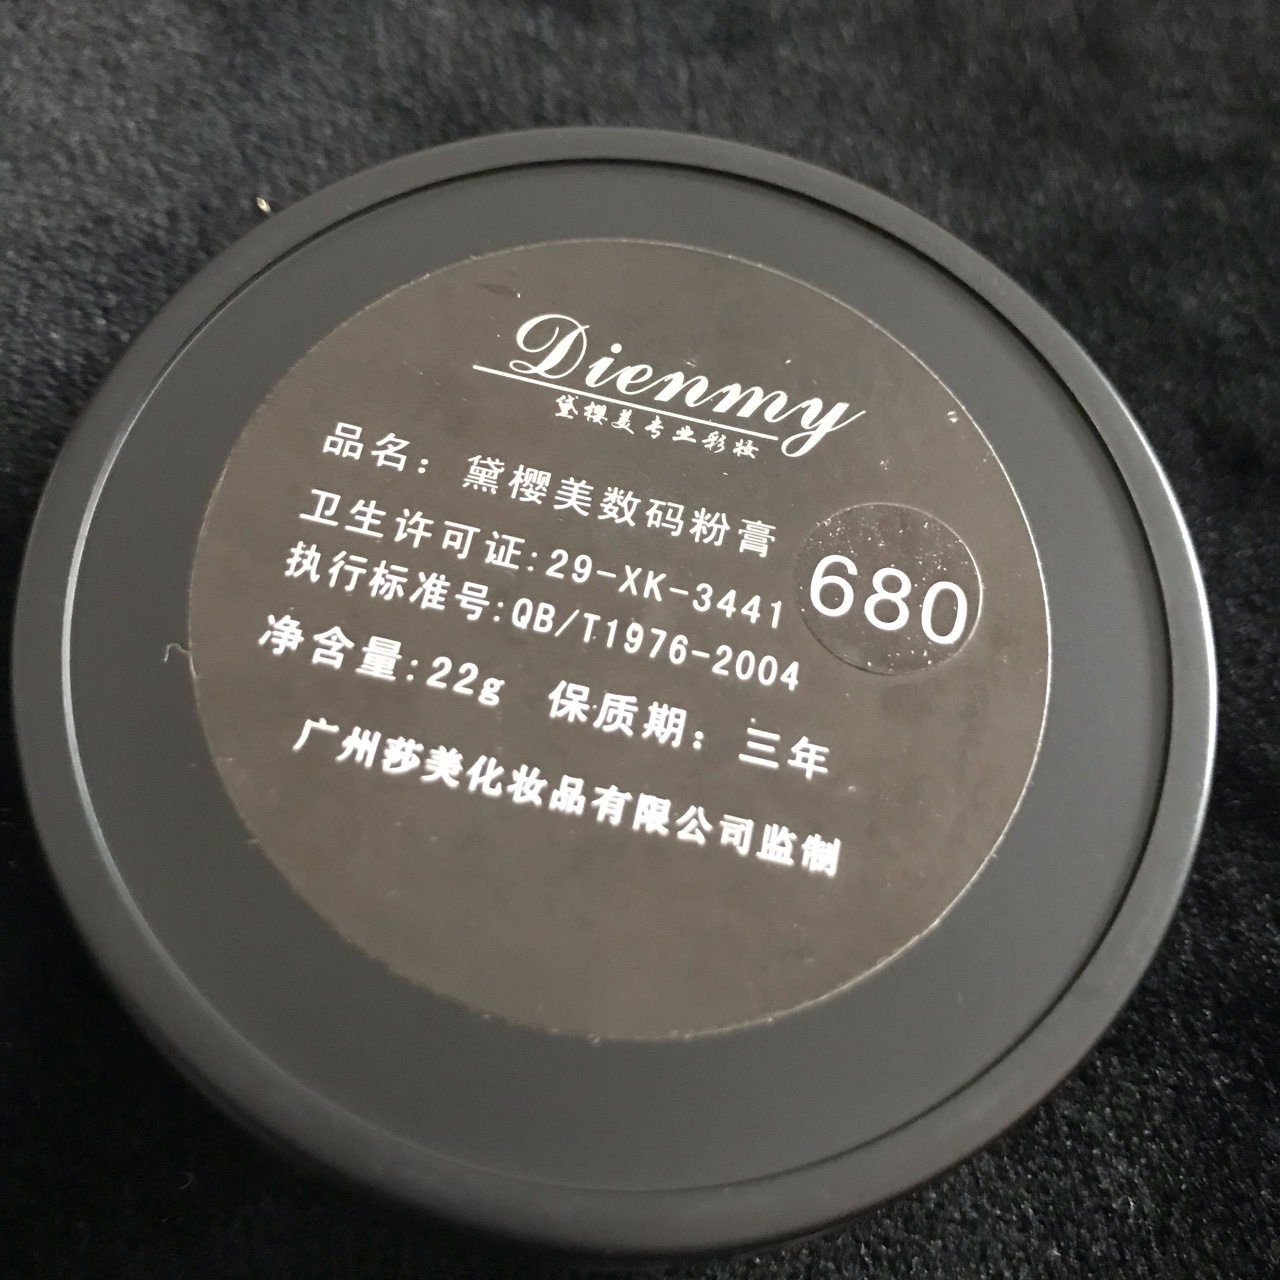 Dienmy
黛樱美专业彩妆
品名：黛樱美数码粉膏
680
卫生许可证:29-XK-3441
执行标准号:QB/T1976-2004
净含量:22g 保质期：三年
广州莎美化妆品有限公司监制